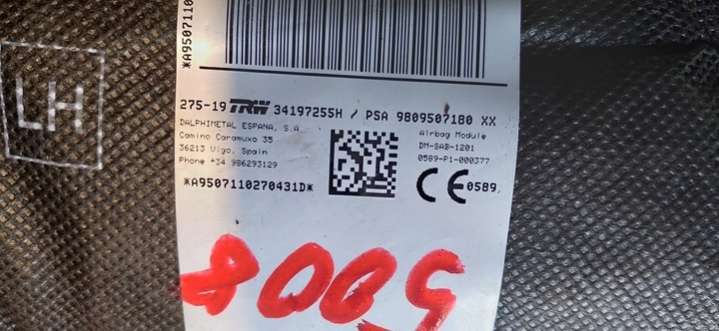 *A9507110
LH
275-19 TRW 34197255H / PSA 9809507180 XX
DALPHIMETAL ESPANA, S.A.
Camino Caramuxo 35
36213 Vigo, Spain
Phone +34 986293129
*A9507110270431D*
Airbag Module
DM-SAB-1201
0589-P1-000377
CE 0589
5008